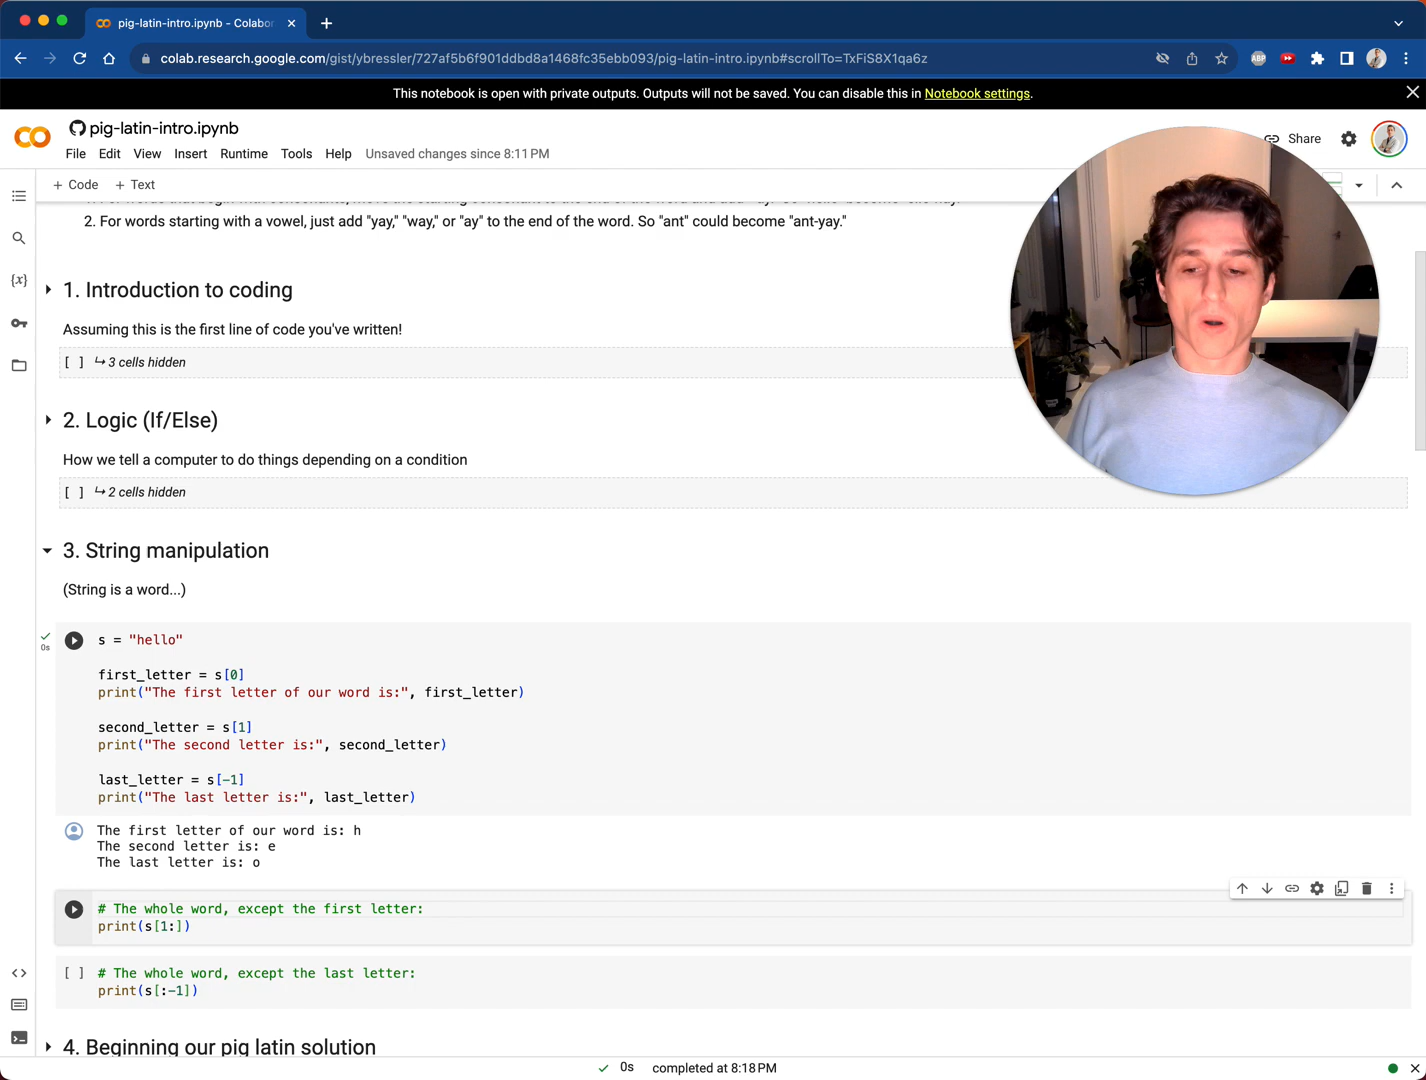 pig-latin-intro.ipynb - Colabor
colab.research.google.com/gist/ybressler/727af5b6f901ddbd8a1468fc35ebb093/pig-latin-intro.ipynb#scrollTo=TxFiS8X1qa6z
ABP
This notebook is open with private outputs. Outputs will not be saved. You can disable this in Notebook settings.
pig-latin-intro.ipynb
Share
File Edit View Insert Runtime Tools Help Unsaved changes since 8:11 PM
+ Code + Text
2. For words starting with a vowel, just add "yay," "way," or "ay" to the end of the word. So "ant" could become "ant-yay."
{x}
1. Introduction to coding
Assuming this is the first line of code you've written!
[ ] ↳ 3 cells hidden
2. Logic (If/Else)
How we tell a computer to do things depending on a condition
[ ] ↳ 2 cells hidden
3. String manipulation
(String is a word...)
0s
s = "hello"
first_letter = s[0]
print("The first letter of our word is:", first_letter)
second_letter = s[1]
print("The second letter is:", second_letter)
last_letter = s[-1]
print("The last letter is:", last_letter)
The first letter of our word is: h
The second letter is: e
The last letter is: o
# The whole word, except the first letter:
print(s[1:])
[ ] # The whole word, except the last letter:
print(s[:-1])
4. Beginning our pig latin solution
0s completed at 8:18 PM